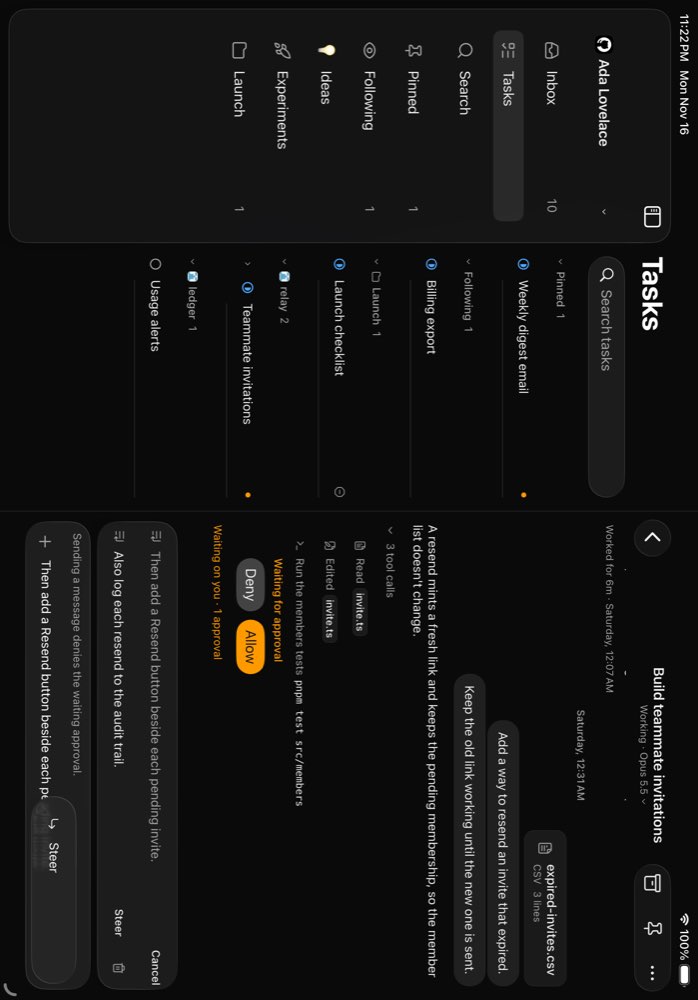 11:22 PM Mon Nov 16
100%
Ada Lovelace
Inbox 10
Tasks
Search
Pinned 1
Following 1
Ideas
Experiments
Launch 1
Tasks
Search tasks
Pinned 1
Weekly digest email
Following 1
Billing export
Launch 1
Launch checklist
relay 2
Teammate invitations
ledger 1
Usage alerts
Build teammate invitations
Working · Opus 5.5
Worked for 6m · Saturday, 12:07 AM
Saturday, 12:31 AM
expired-invites.csv
CSV 3 lines
Add a way to resend an invite that expired.
Keep the old link working until the new one is sent.
A resend mints a fresh link and keeps the pending membership, so the member
list doesn't change.
3 tool calls
Read invite.ts
Edited invite.ts
Run the members tests pnpm test src/members
Waiting for approval
Deny Allow
Waiting on you · 1 approval
Then add a Resend button beside each pending invite. Cancel
Also log each resend to the audit trail. Steer
Sending a message denies the waiting approval.
Then add a Resend button beside each
Steer